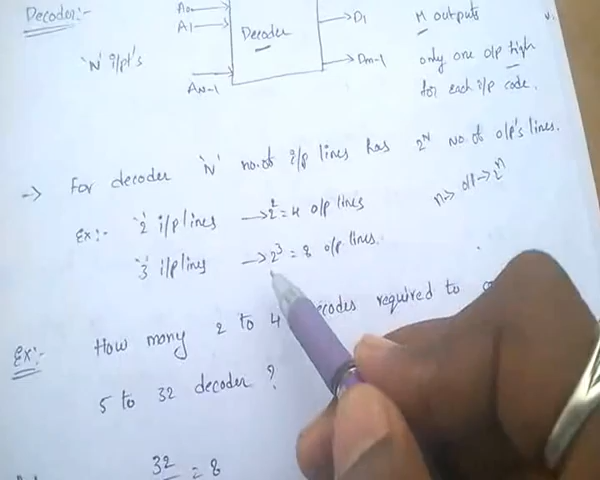 Decoder:-
A0
A1
AN-1
'N' i/pt's
Decoder
D1
Dm-1
M outputs
only one o/p high
for each i/p code.
-> For decoder 'N' no.of i/p lines has 2^N no of o/p's lines.
Ex:- '2' i/p lines -> 2^2 = 4 o/p lines
n-> o/p -> 2^n
'3' i/p lines -> 2^3 = 8 o/p lines.
Ex:- How many 2 to 4 decodes required to
5 to 32 decoder ?
32 = 8